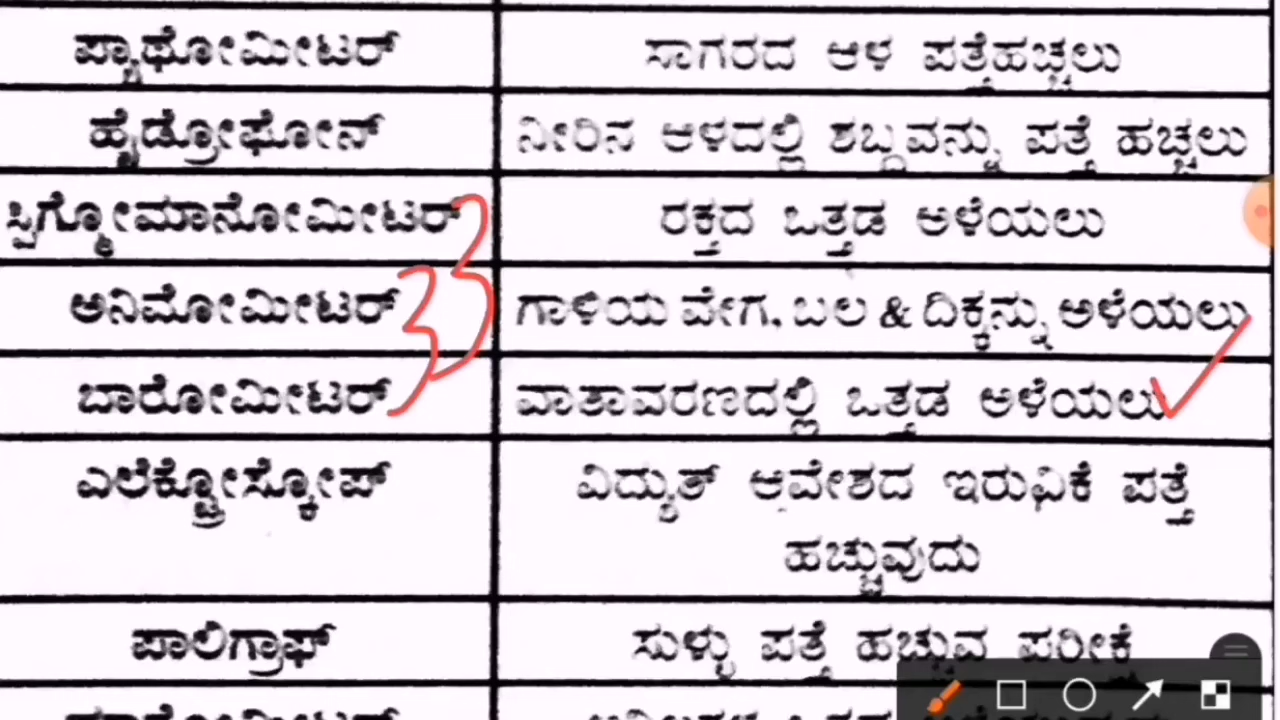 ಪ್ಯಾಥೋಮೀಟರ್ ಸಾಗರದ ಆಳ ಪತ್ತೆಹಚ್ಚಲು
ಹೈಡ್ರೋಫೋನ್ ನೀರಿನ ಆಳದಲ್ಲಿ ಶಬ್ದವನ್ನು ಪತ್ತೆ ಹಚ್ಚಲು
ಸ್ಪಿಗ್ಮೋಮಾನೋಮೀಟರ್ ರಕ್ತದ ಒತ್ತಡ ಅಳೆಯಲು
ಅನಿಮೋಮೀಟರ್ ಗಾಳಿಯ ವೇಗ, ಬಲ & ದಿಕ್ಕನ್ನು ಅಳೆಯಲು
ಬಾರೋಮೀಟರ್ ವಾತಾವರಣದಲ್ಲಿ ಒತ್ತಡ ಅಳೆಯಲು
ಎಲೆಕ್ಟ್ರೋಸ್ಕೋಪ್ ವಿದ್ಯುತ್ ಆವೇಶದ ಇರುವಿಕೆ ಪತ್ತೆ
ಹಚ್ಚುವುದು
ಪಾಲಿಗ್ರಾಫ್ ಸುಳ್ಳು ಪತ್ತೆ ಹಚ್ಚುವ ಪರೀಕ್ಷೆ